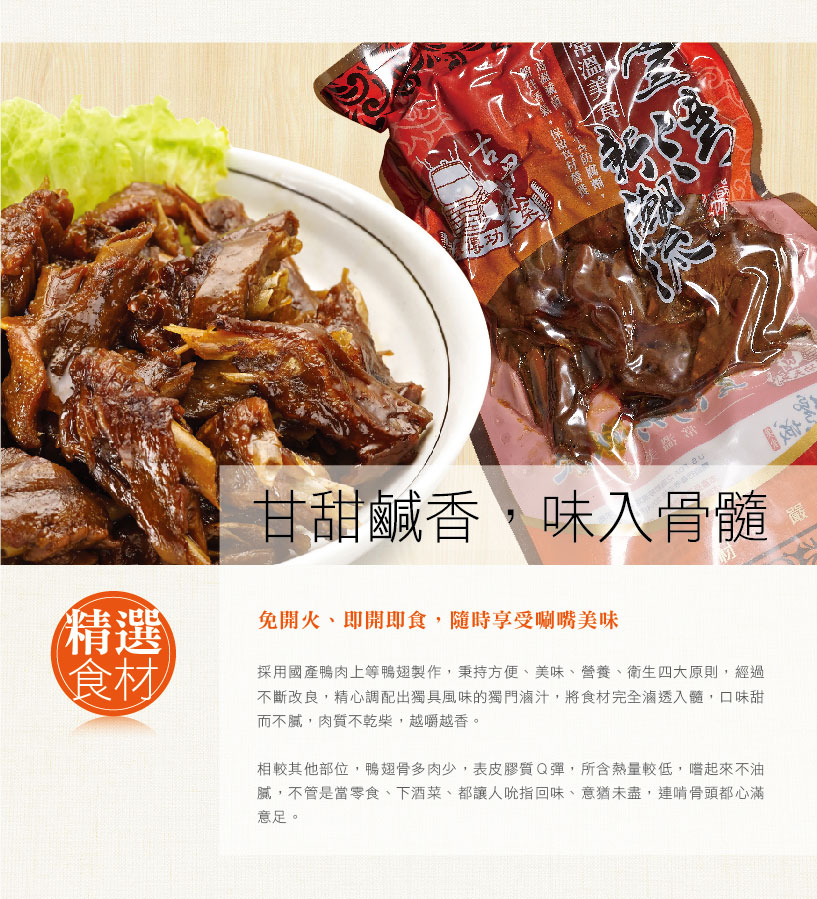 常溫美食
甘甜鹹香，味入骨髓
精選
食材
免開火、即開即食，隨時享受唰嘴美味
採用國產鴨肉上等鴨翅製作，秉持方便、美味、營養、衛生四大原則，經過
不斷改良，精心調配出獨具風味的獨門滷汁，將食材完全滷透入髓，口味甜
而不膩，肉質不乾柴，越嚼越香。
相較其他部位，鴨翅骨多肉少，表皮膠質Ｑ彈，所含熱量較低，嚐起來不油
膩，不管是當零食、下酒菜、都讓人吮指回味、意猶未盡，連啃骨頭都心滿
意足。